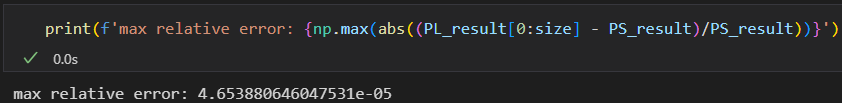 print(f'max relative error: {np.max(abs((PL_result[0:size] - PS_result)/PS_result))}')
✓ 0.0s
max relative error: 4.653880646047531e-05